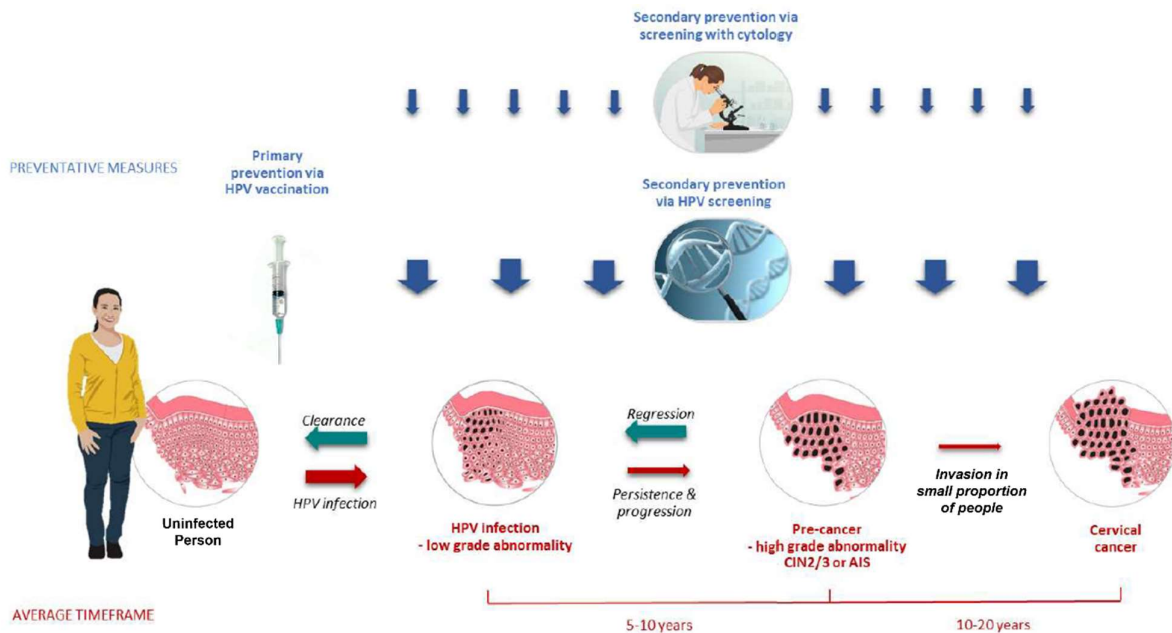 Secondary prevention via
screening with cytology
PREVENTATIVE MEASURES
Primary
prevention via
HPV vaccination
Secondary prevention
via HPV screening
Clearance
HPV infection
Regression
Persistence &
progression
Invasion in
small proportion
of people
Uninfected
Person
HPV infection
- low grade abnormality
Pre-cancer
- high grade abnormality
CIN2/3 or AIS
Cervical
cancer
AVERAGE TIMEFRAME
5-10 years
10-20 years